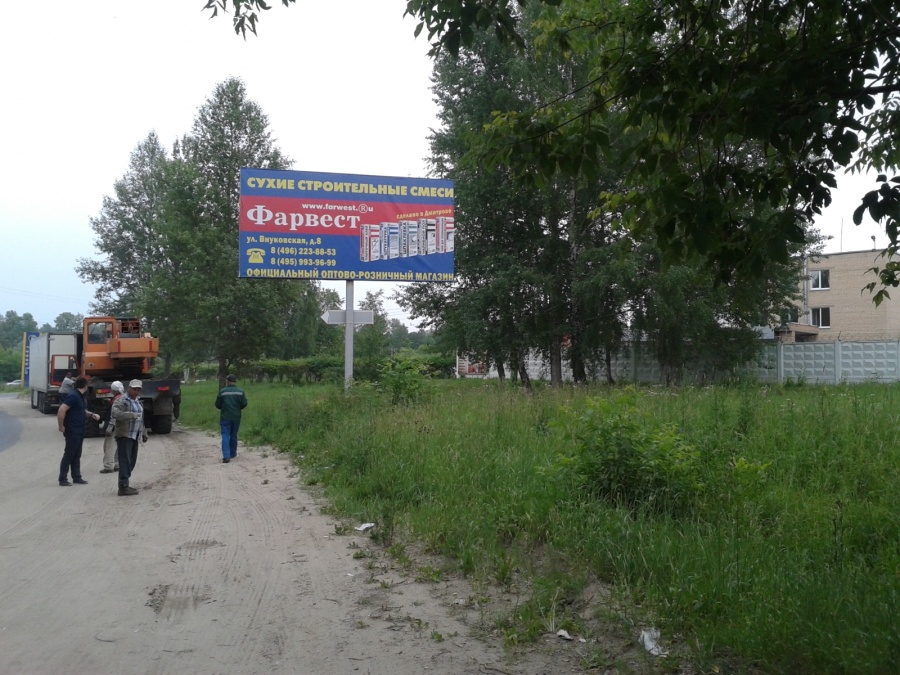 СУХИЕ СТРОИТЕЛЬНЫЕ СМЕСИ
www.farwest.®u
Фарвест
сделано в Дмитрове
ул. Внуковская, д.8
8 (496) 223-88-53
8 (495) 993-96-99
ОФИЦИАЛЬНЫЙ ОПТОВО-РОЗНИЧНЫЙ МАГАЗИН